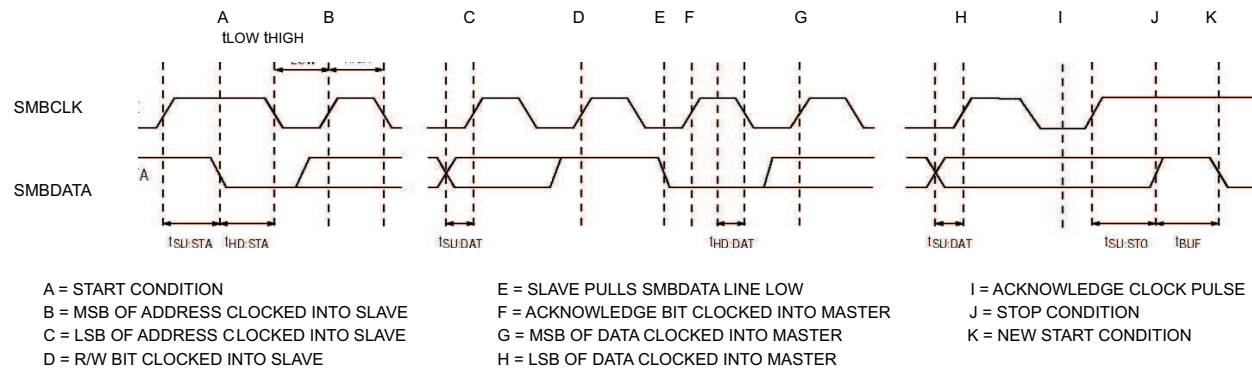 A B C D E F G H I J K
tLOW tHIGH
SMBCLK
SMBDATA
tSU:STA tHD:STA tSU:DAT tHD:DAT tSU:DAT tSU:STO tBUF
A = START CONDITION
B = MSB OF ADDRESS CLOCKED INTO SLAVE
C = LSB OF ADDRESS CLOCKED INTO SLAVE
D = R/W BIT CLOCKED INTO SLAVE
E = SLAVE PULLS SMBDATA LINE LOW
F = ACKNOWLEDGE BIT CLOCKED INTO MASTER
G = MSB OF DATA CLOCKED INTO MASTER
H = LSB OF DATA CLOCKED INTO MASTER
I = ACKNOWLEDGE CLOCK PULSE
J = STOP CONDITION
K = NEW START CONDITION